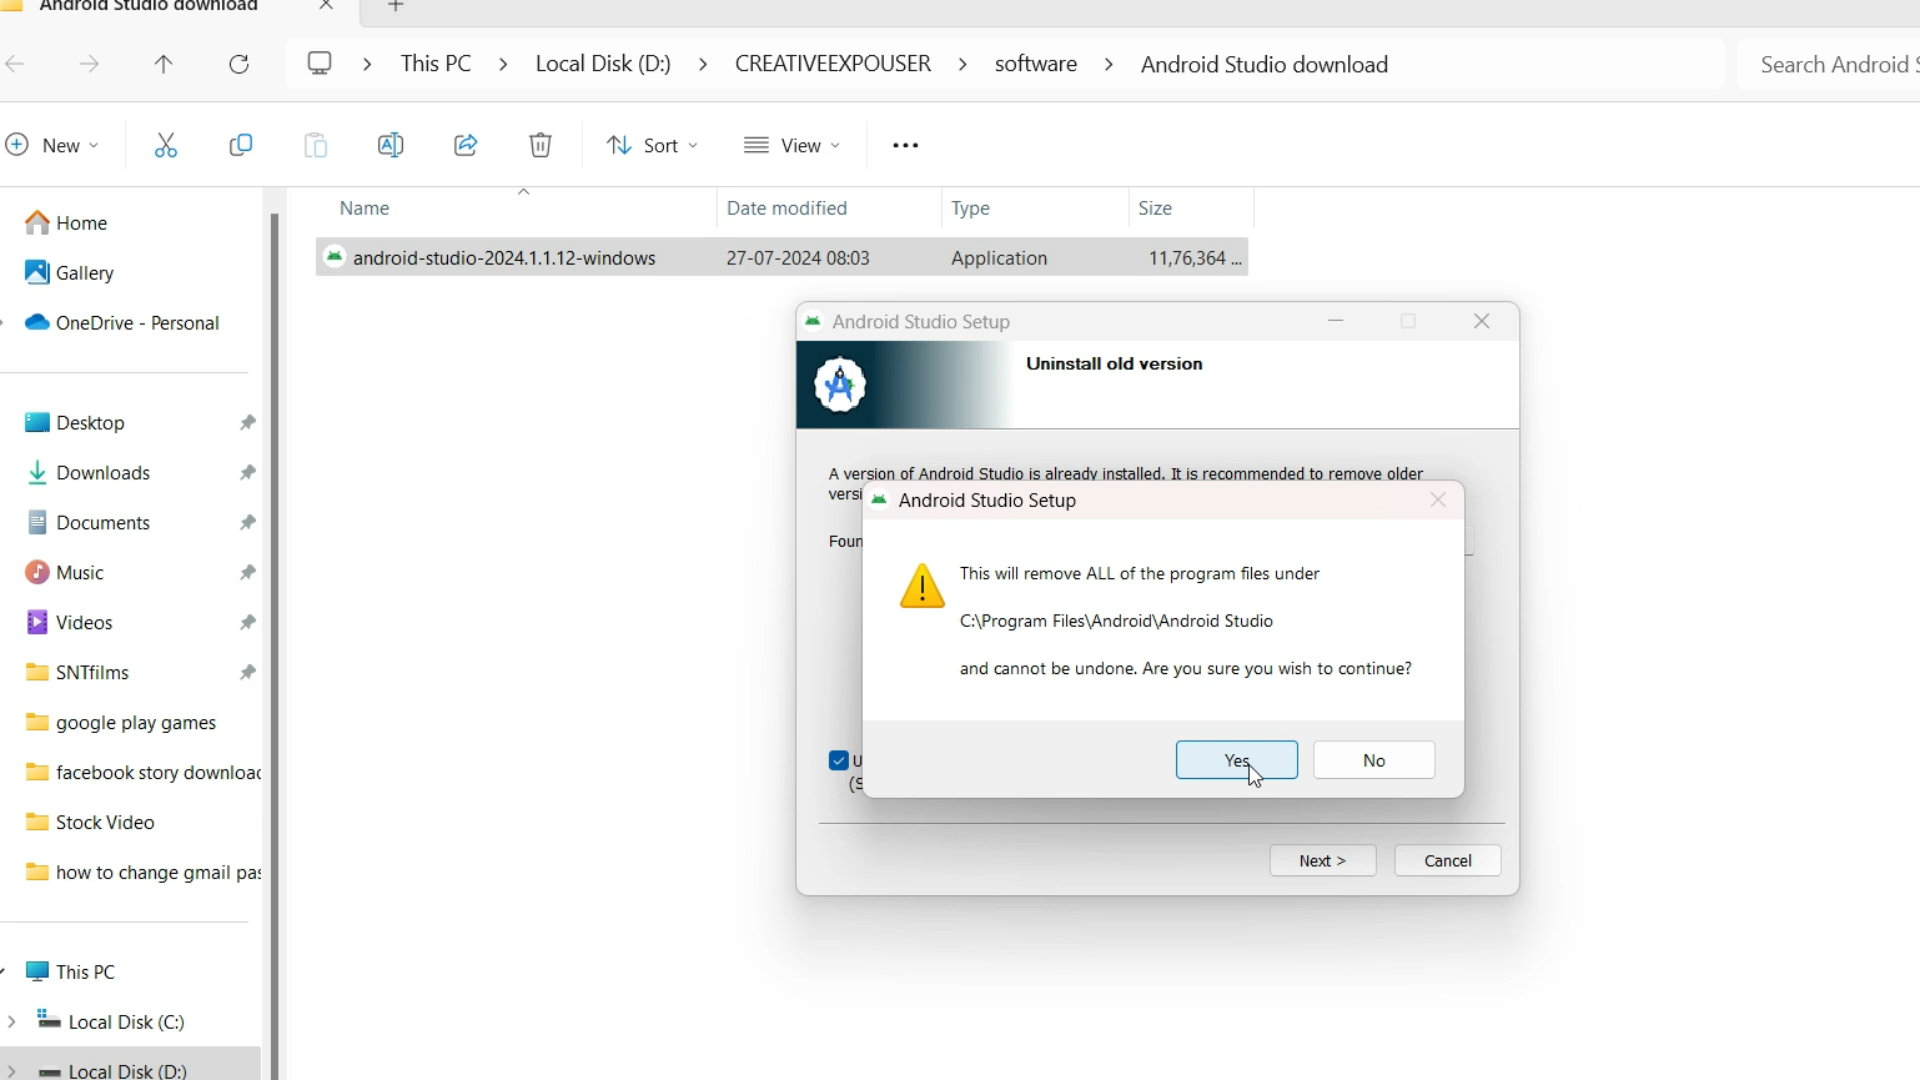 Android Studio download
This PC > Local Disk (D:) > CREATIVEEXPOUSER > software > Android Studio download
Search Android S
New
Sort
View
Name
Date modified
Type
Size
android-studio-2024.1.1.12-windows
27-07-2024 08:03
Application
11,76,364 ...
Home
Gallery
OneDrive - Personal
Desktop
Downloads
Documents
Music
Videos
SNTfilms
google play games
facebook story download
Stock Video
how to change gmail pas
This PC
Local Disk (C:)
Local Disk (D:)
Android Studio Setup
Uninstall old version
A version of Android Studio is already installed. It is recommended to remove older
versi
Foun
U
(S
Android Studio Setup
This will remove ALL of the program files under
C:\Program Files\Android\Android Studio
and cannot be undone. Are you sure you wish to continue?
Yes
No
Next >
Cancel